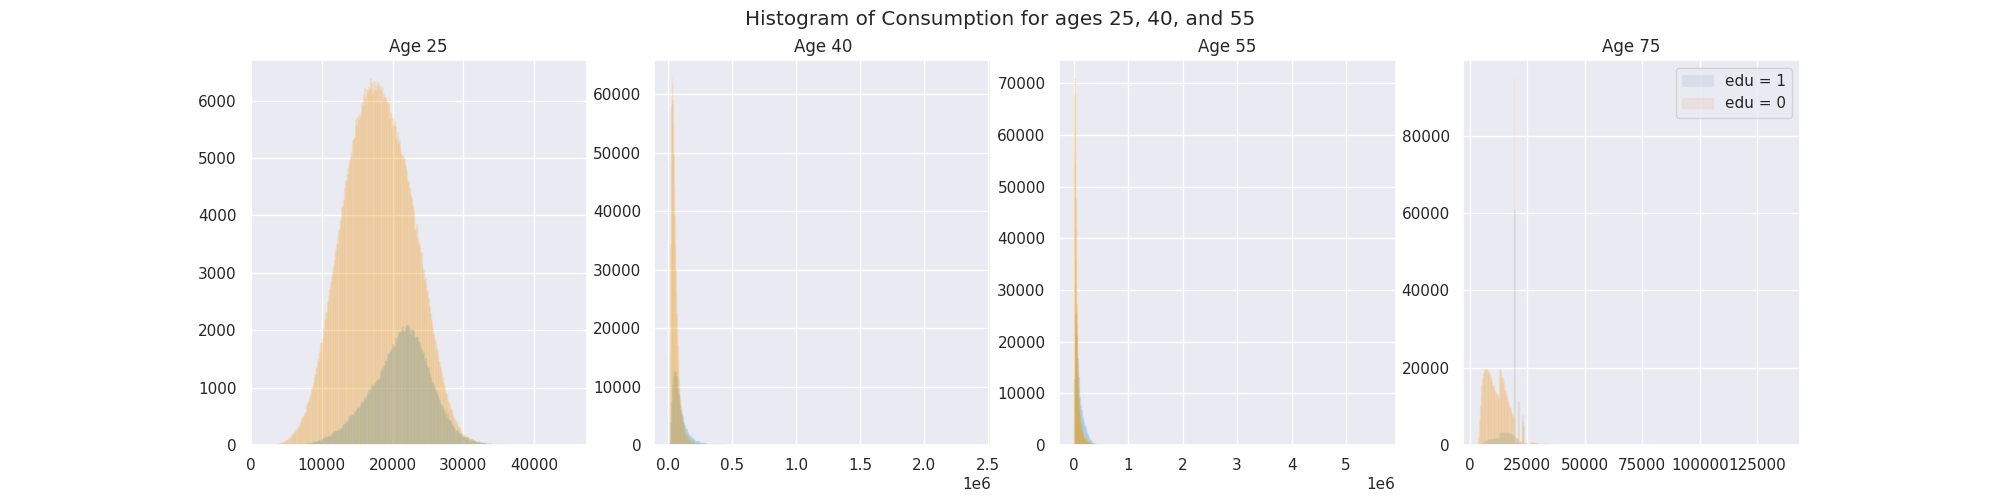 Histogram of Consumption for ages 25, 40, and 55
Age 25
6000
5000
4000
3000
2000
1000
0
0 10000 20000 30000 40000
Age 40
60000
50000
40000
30000
20000
10000
0
0.0 0.5 1.0 1.5 2.0 2.5
1e6
Age 55
70000
60000
50000
40000
30000
20000
10000
0
0 1 2 3 4 5
1e6
Age 75
edu = 1
edu = 0
80000
60000
40000
20000
0
0 25000 50000 75000 100000 125000